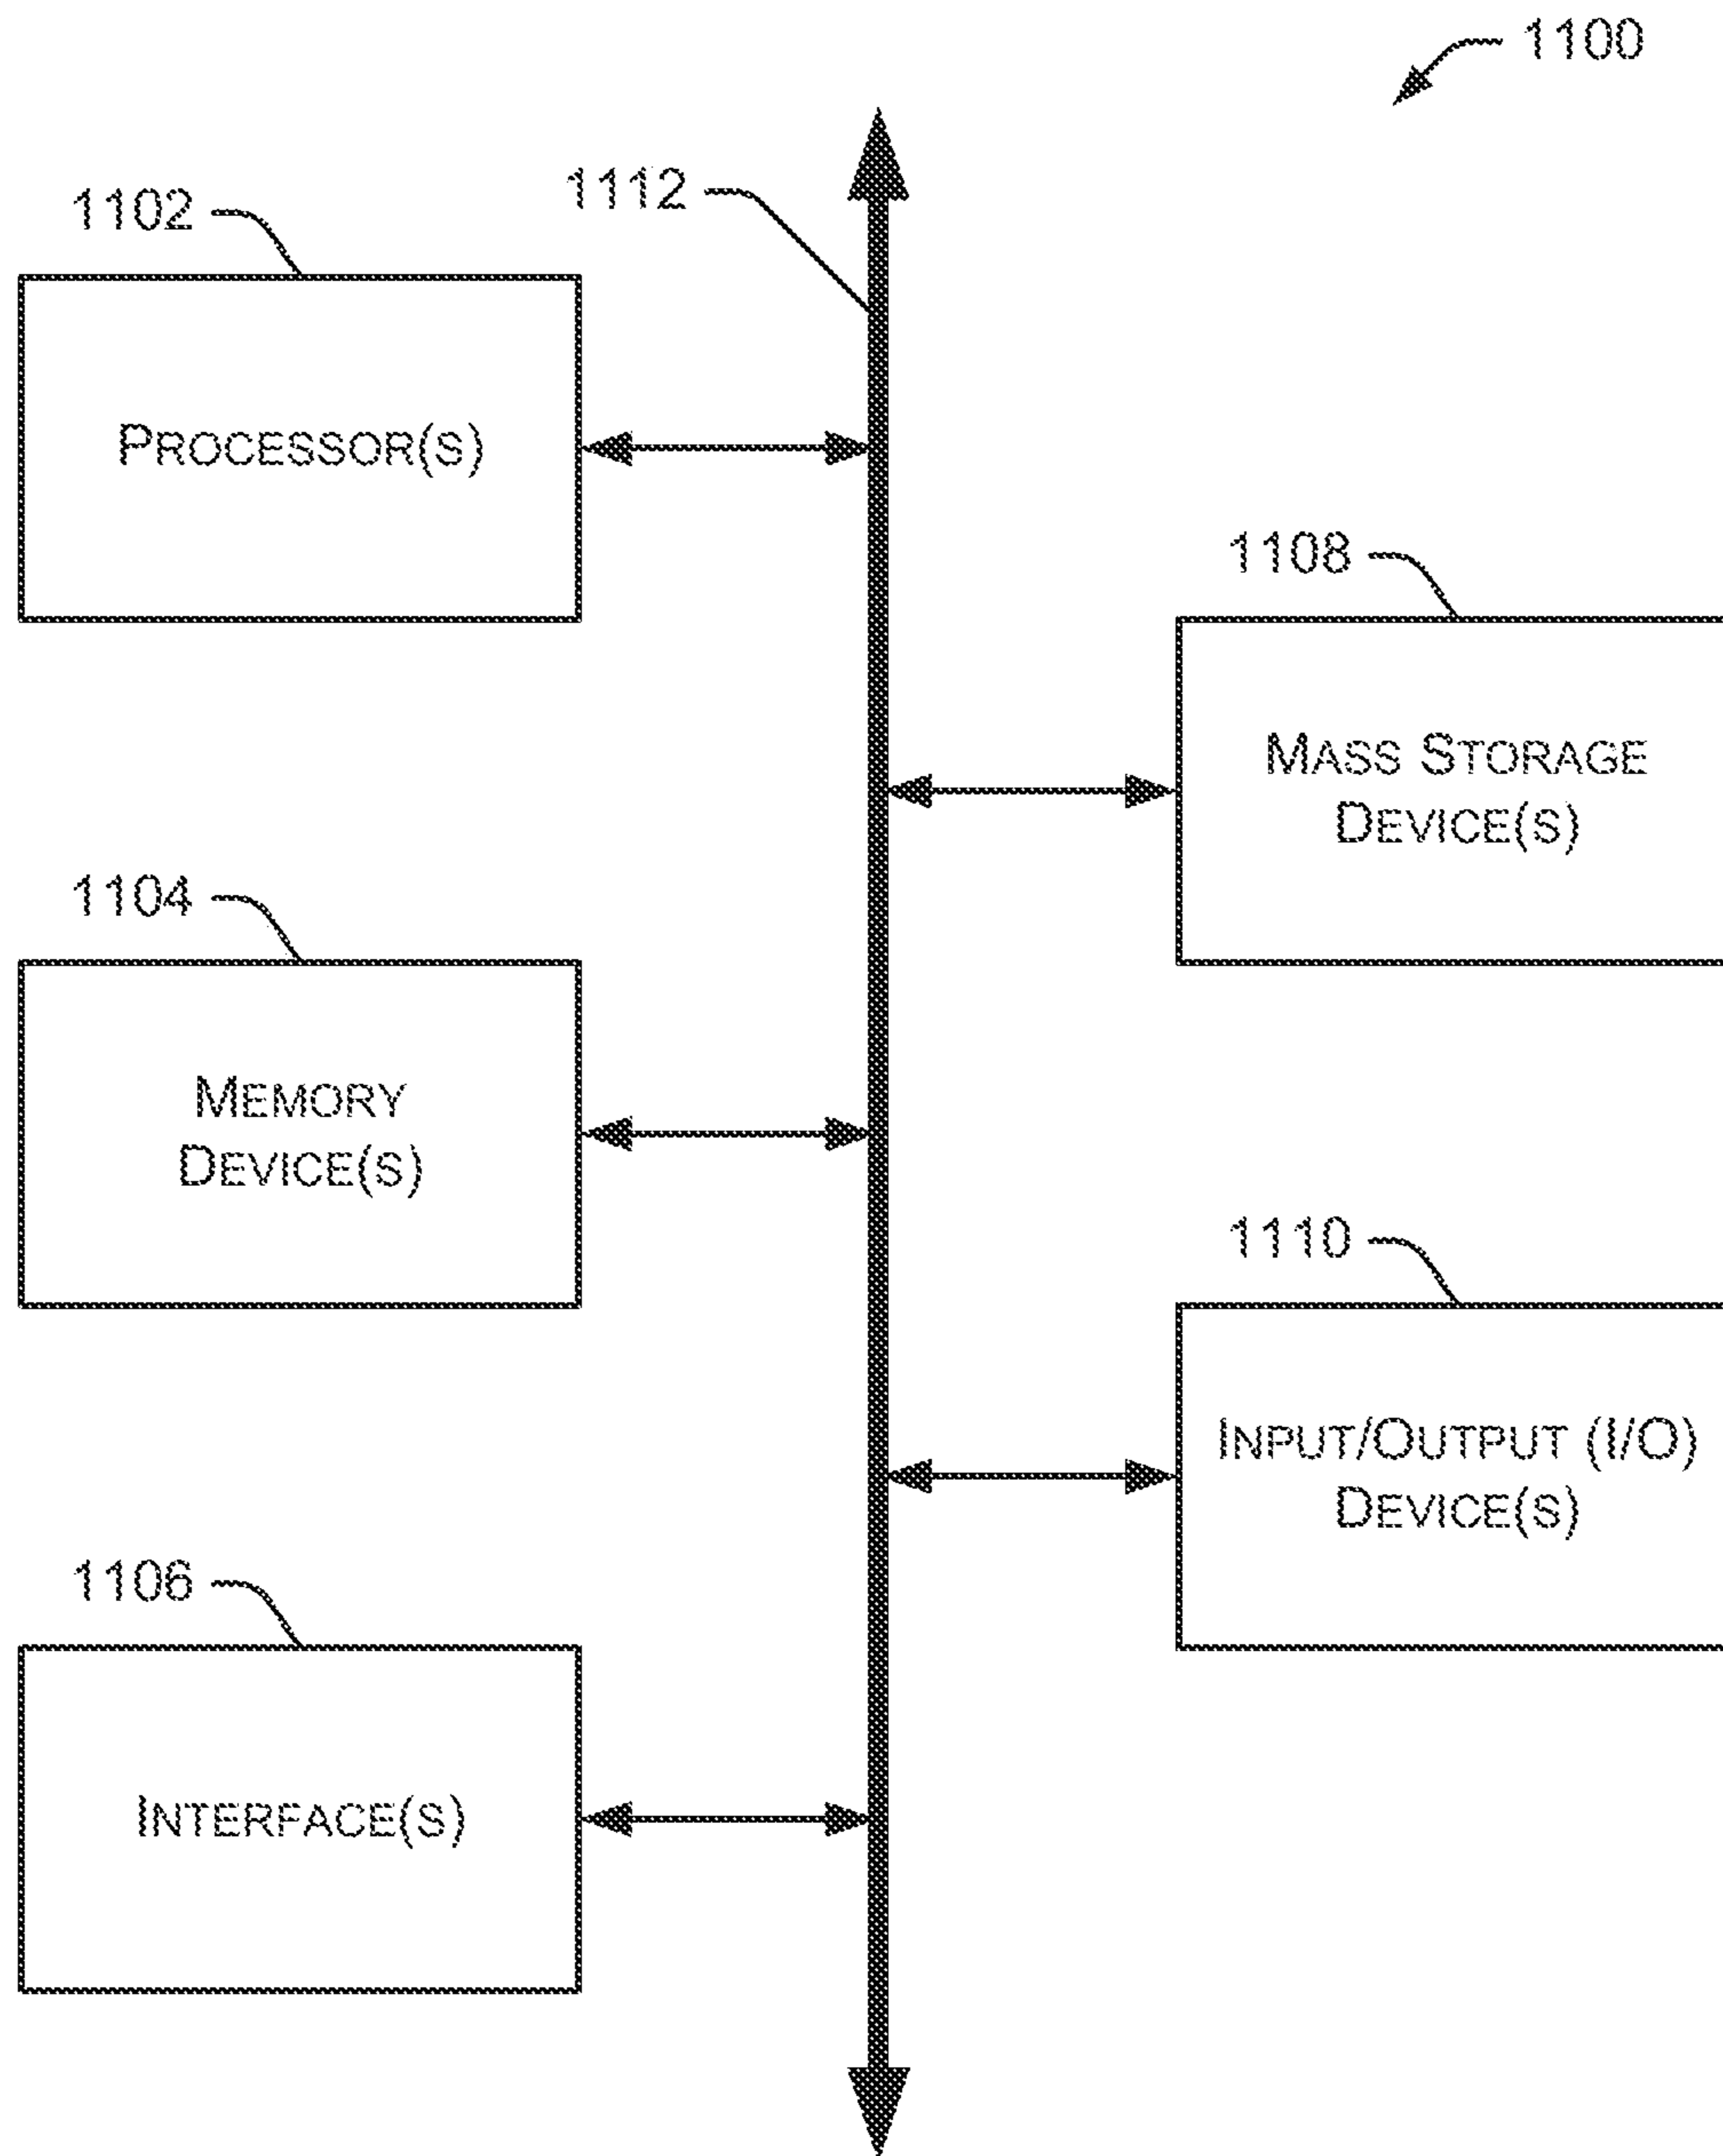 1100
1112
1102
PROCESSOR(S)
1108
MASS STORAGE
DEVICE(S)
1104
MEMORY
DEVICE(S)
1110
INPUT/OUTPUT (I/O)
DEVICE(S)
1106
INTERFACE(S)